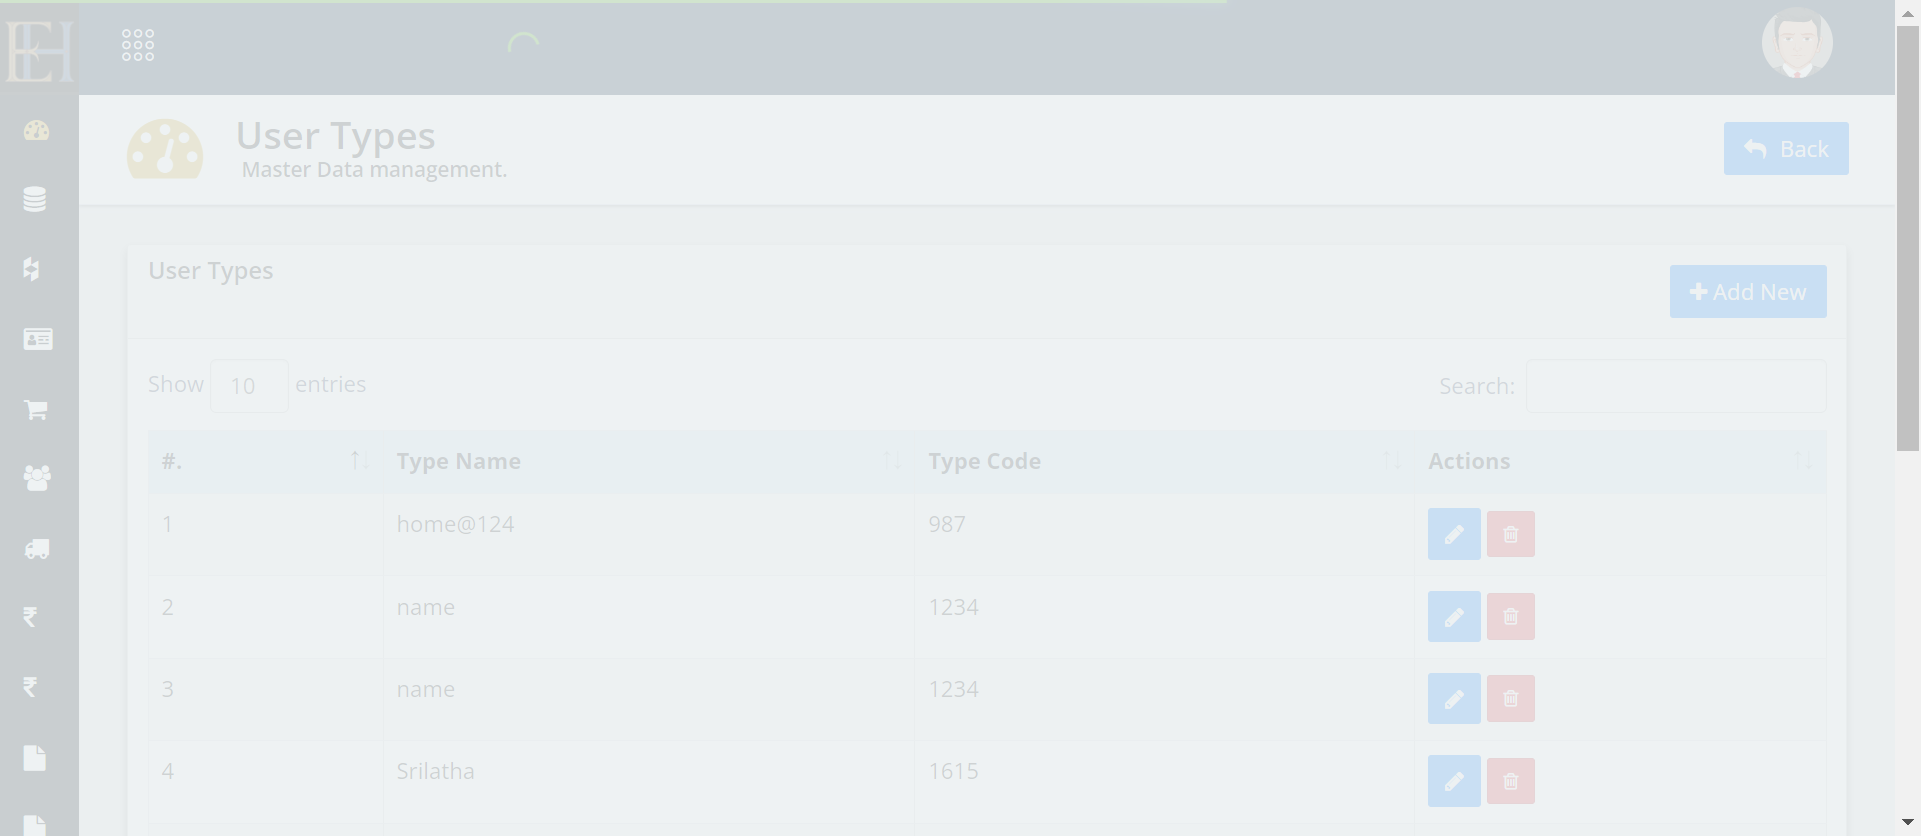 EH
User Types
Master Data management.
Back
User Types
Add New
Show 10 entries
Search:
#. Type Name Type Code Actions
1 home@124 987
2 name 1234
3 name 1234
4 Srilatha 1615